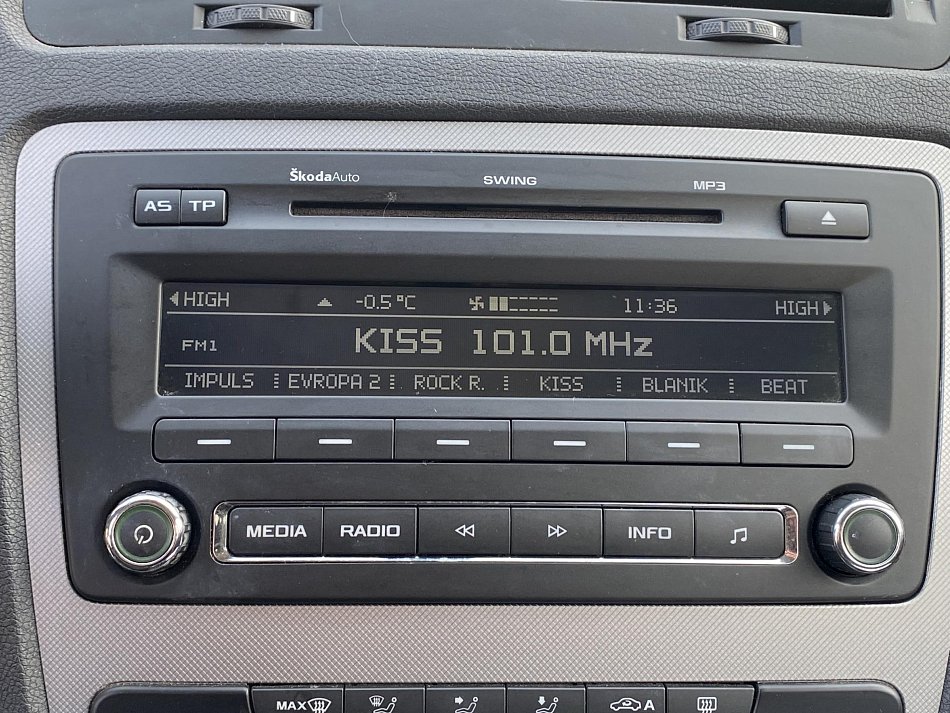 ŠkodaAuto SWING MP3
AS TP
HIGH -0.5°C 11:36 HIGH
FM1 KISS 101.0 MHz
IMPULS EVROPA 2 ROCK R. KISS BLANIK BEAT
MEDIA RADIO INFO
MAX A